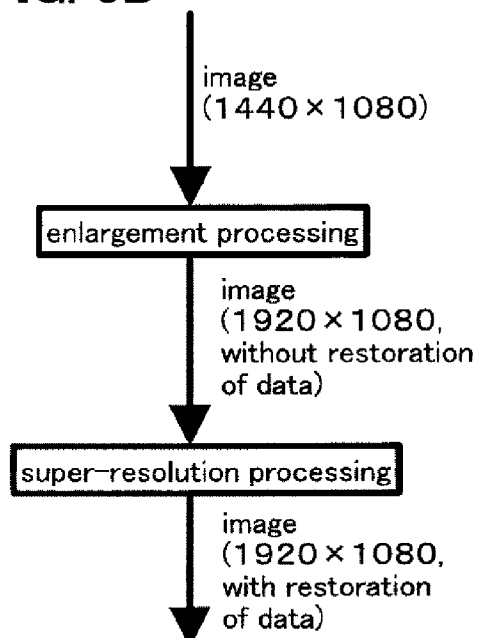 image
(1440×1080)
enlargement processing
image
(1920×1080,
without restoration
of data)
super-resolution processing
image
(1920×1080,
with restoration
of data)